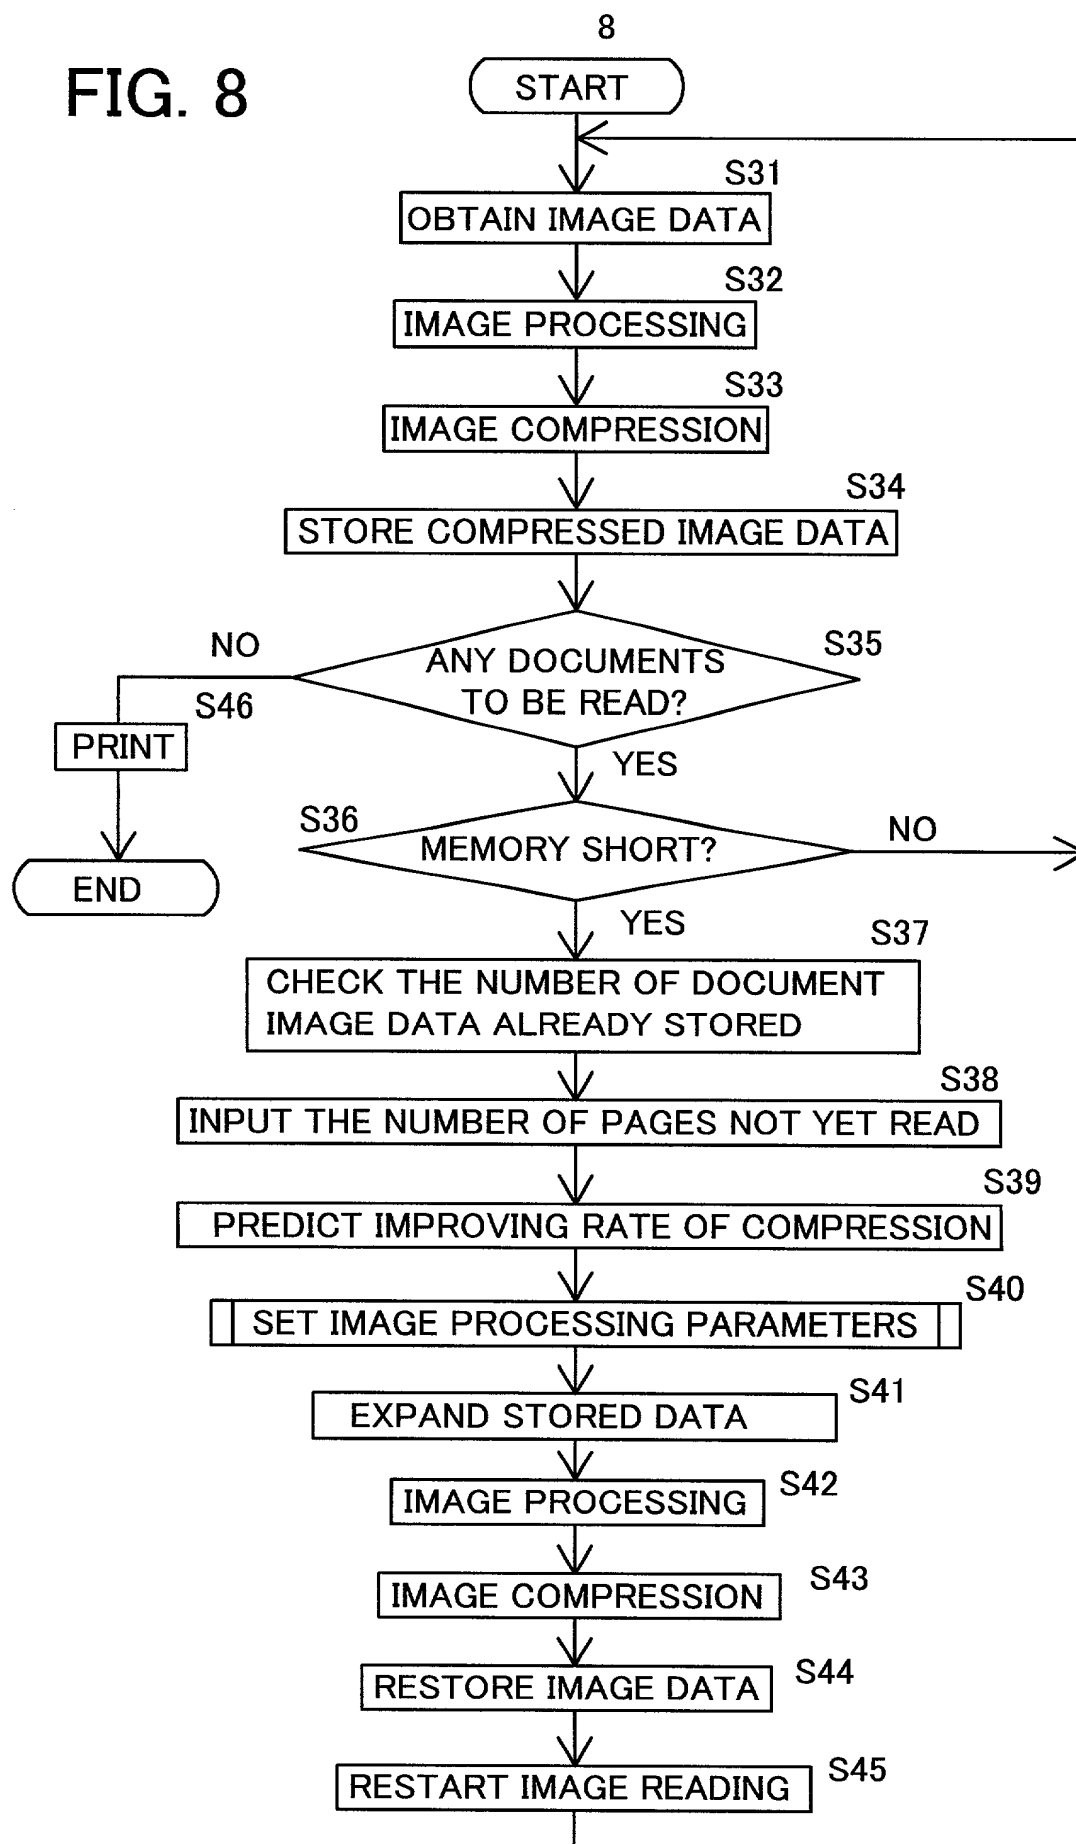 8
FIG. 8
START
S31
OBTAIN IMAGE DATA
S32
IMAGE PROCESSING
S33
IMAGE COMPRESSION
S34
STORE COMPRESSED IMAGE DATA
S35
ANY DOCUMENTS
TO BE READ?
NO
S46
PRINT
END
YES
S36
MEMORY SHORT?
NO
YES
S37
CHECK THE NUMBER OF DOCUMENT
IMAGE DATA ALREADY STORED
S38
INPUT THE NUMBER OF PAGES NOT YET READ
S39
PREDICT IMPROVING RATE OF COMPRESSION
S40
SET IMAGE PROCESSING PARAMETERS
S41
EXPAND STORED DATA
S42
IMAGE PROCESSING
S43
IMAGE COMPRESSION
S44
RESTORE IMAGE DATA
S45
RESTART IMAGE READING